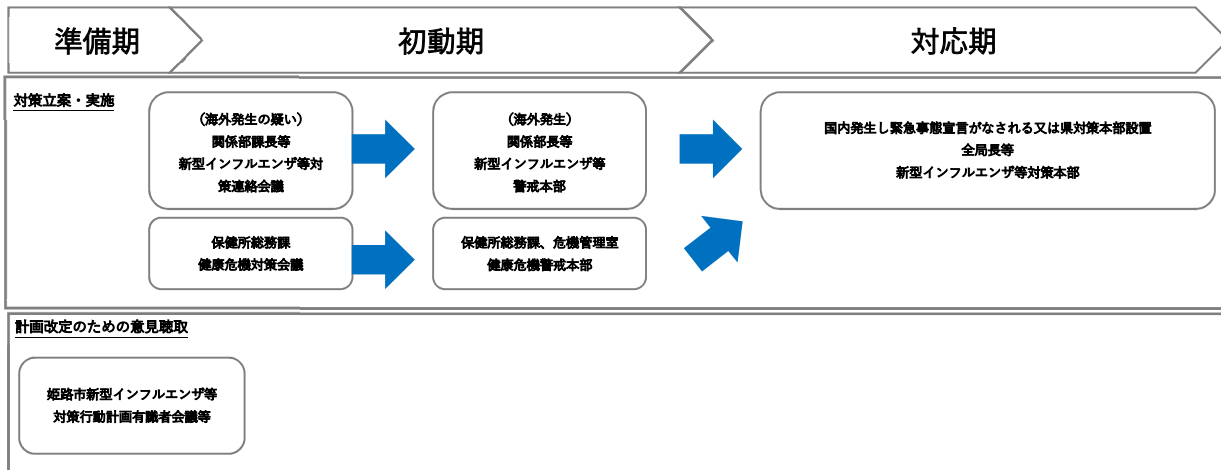 準備期
初動期
対応期
対策立案・実施
（海外発生の疑い）
関係部課長等
新型インフルエンザ等対
策連絡会議
（海外発生）
関係部長等
新型インフルエンザ等
警戒本部
国内発生し緊急事態宣言がなされる又は県対策本部設置
全局長等
新型インフルエンザ等対策本部
保健所総務課
健康危機対策会議
保健所総務課、危機管理室
健康危機警戒本部
計画改定のための意見聴取
姫路市新型インフルエンザ等
対策行動計画有識者会議等